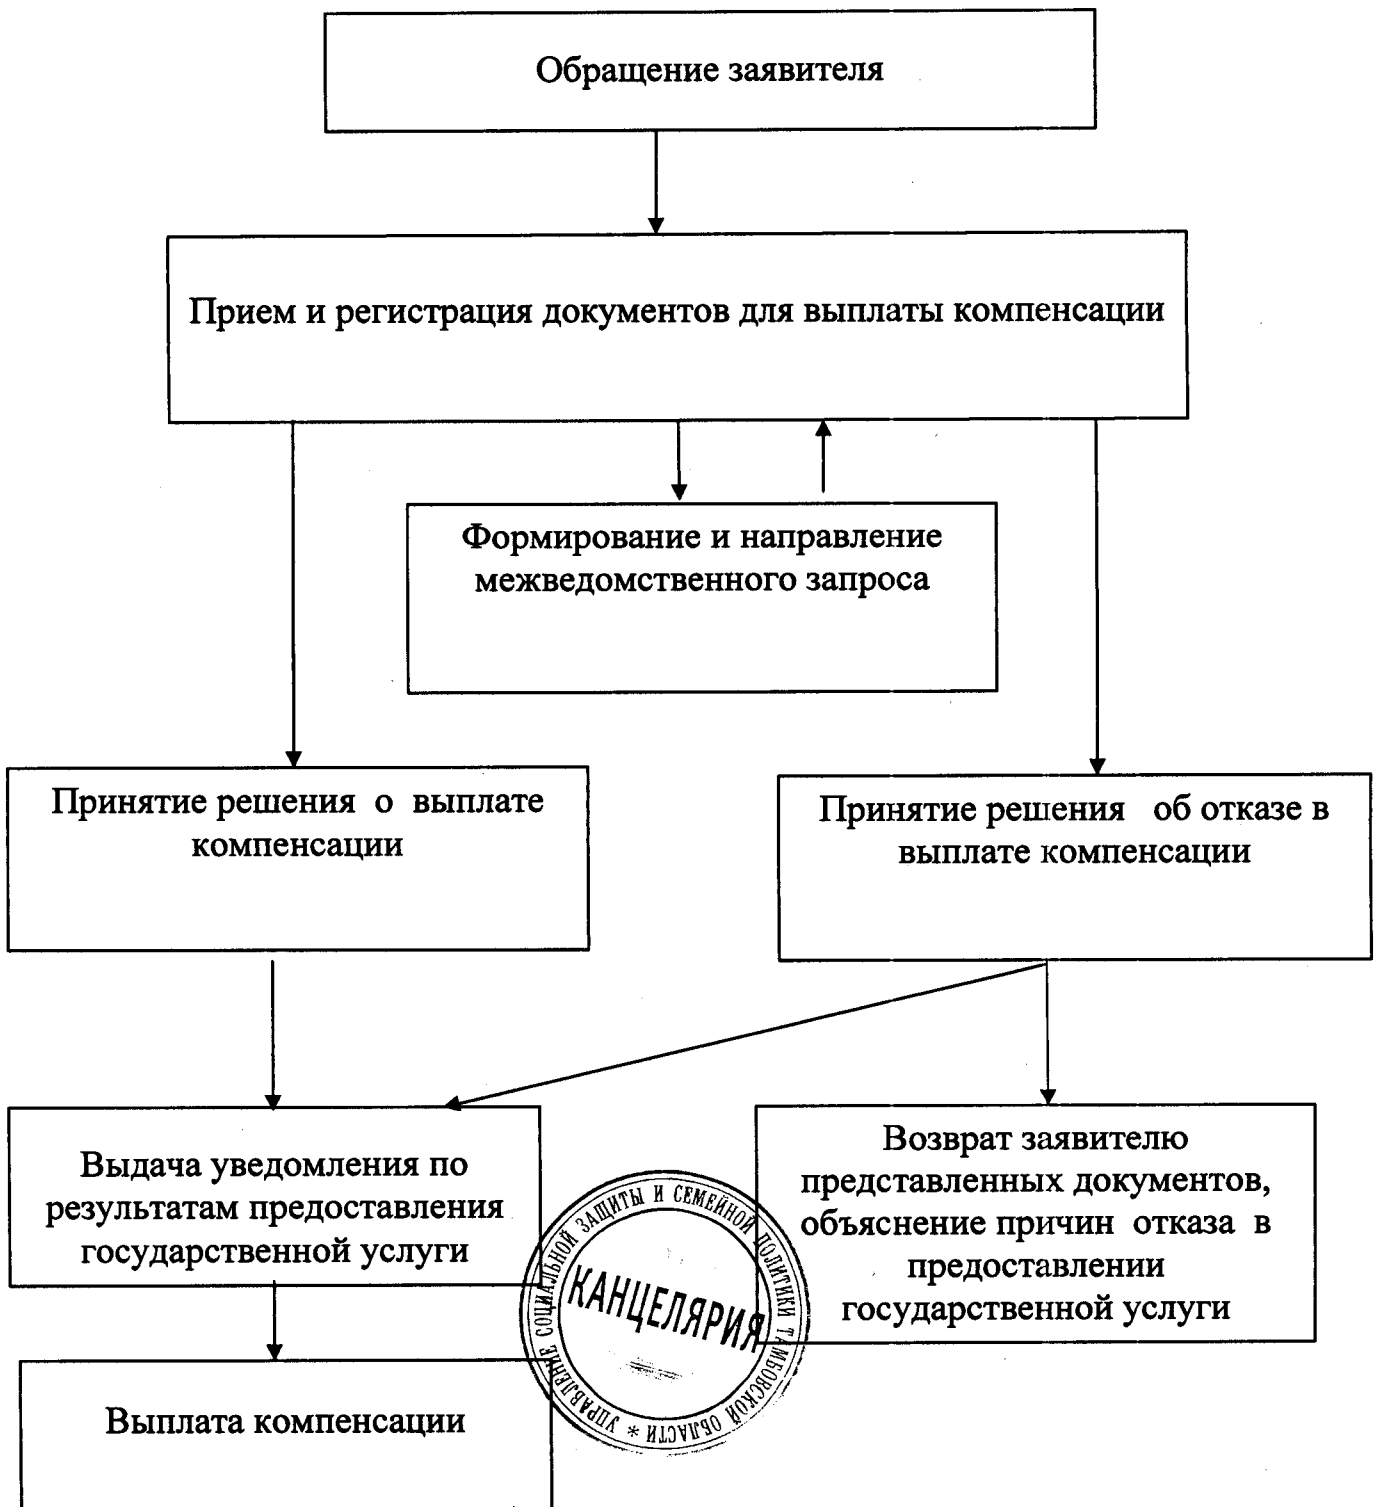 Обращение заявителя
Прием и регистрация документов для выплаты компенсации
Формирование и направление
межведомственного запроса
Принятие решения о выплате
компенсации
Принятие решения об отказе в
выплате компенсации
Выдача уведомления по
результатам предоставления
государственной услуги
Возврат заявителю
представленных документов,
объяснение причин отказа в
предоставлении
государственной услуги
УПРАВЛЕНИЕ СОЦИАЛЬНОЙ ЗАЩИТЫ И СЕМЕЙНОЙ ПОЛИТИКИ ТАМБОВСКОЙ ОБЛАСТИ *
КАНЦЕЛЯРИЯ
Выплата компенсации